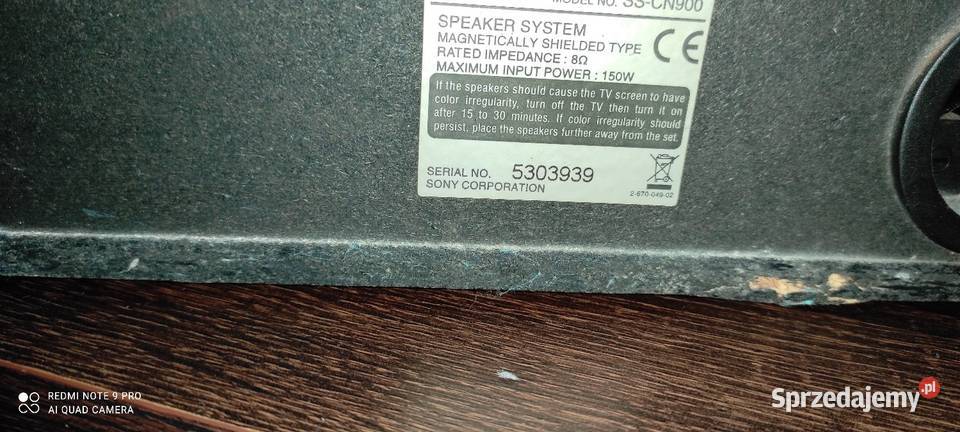 MODEL NO. SS-CN900
SPEAKER SYSTEM
MAGNETICALLY SHIELDED TYPE
RATED IMPEDANCE : 8Ω
MAXIMUM INPUT POWER : 150W
CE
If the speakers should cause the TV screen to have
color irregularity, turn off the TV then turn it on
after 15 to 30 minutes. If color irregularity should
persist, place the speakers further away from the set.
SERIAL NO. 5303939
SONY CORPORATION
2-670-049-02
REDMI NOTE 9 PRO
AI QUAD CAMERA
Sprzedajemy.pl